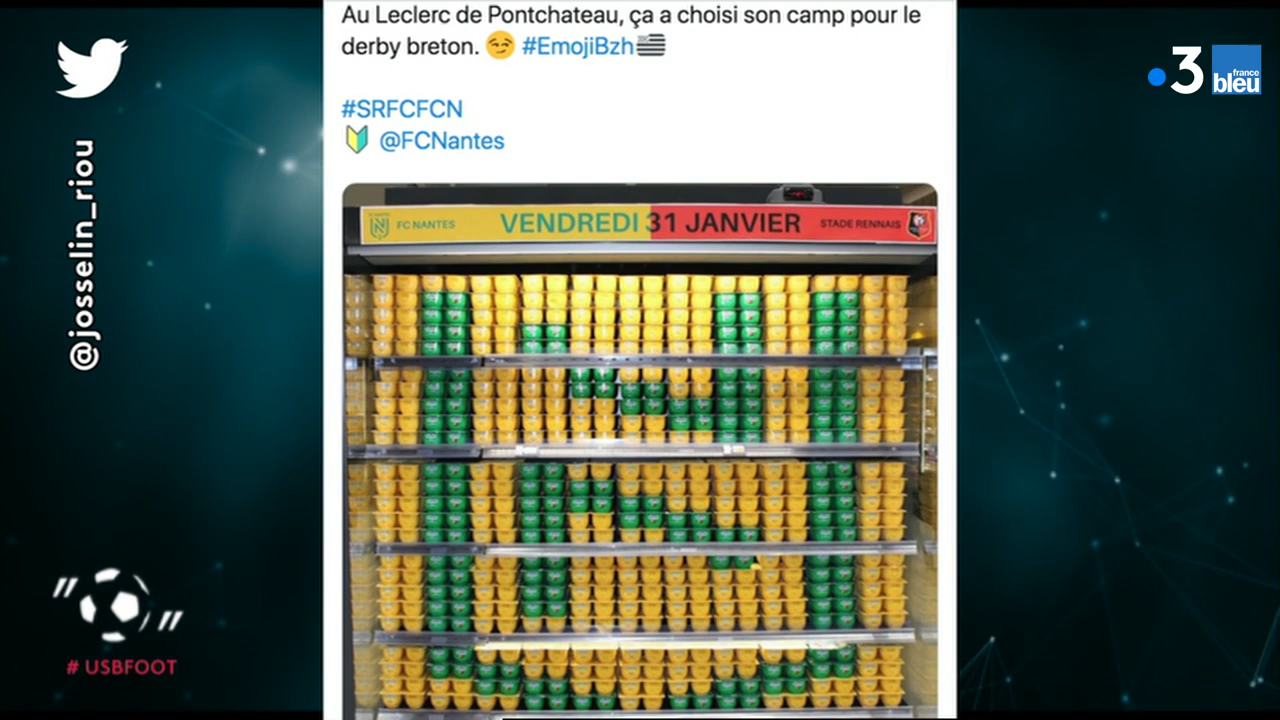 Au Leclerc de Pontchateau, ça a choisi son camp pour le
derby breton. 😏 #EmojiBzh
#SRFCFCN
🔰 @FCNantes
FC NANTES
VENDREDI 31 JANVIER
STADE RENNAIS
@josselin_riou
# USBFOOT
3
france
bleu